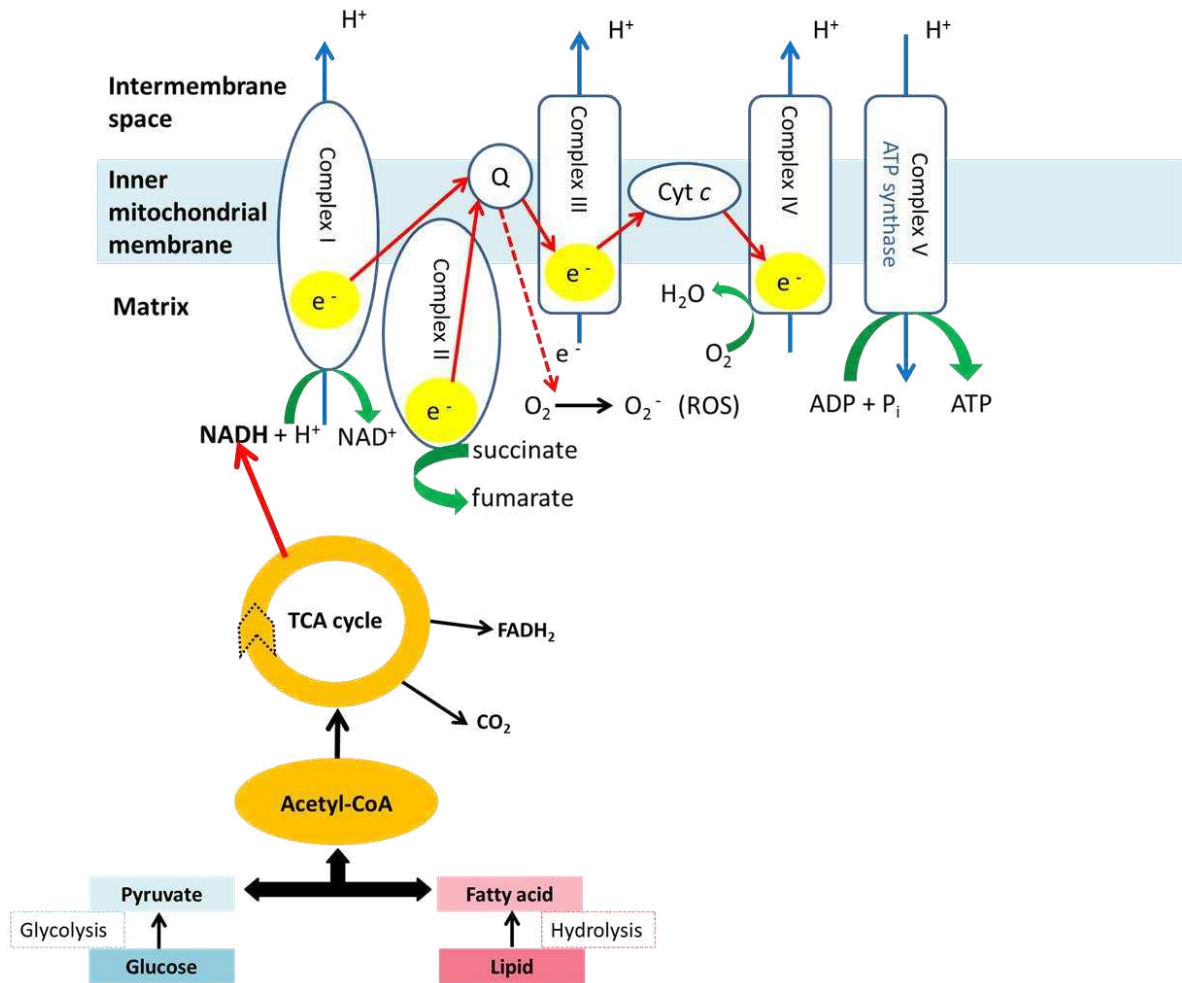 H⁺
H⁺
H⁺
H⁺
Intermembrane
space
Complex I
Complex III
Complex IV
Complex V
ATP synthase
Inner
mitochondrial
membrane
Q
Cyt c
Matrix
e⁻
Complex II
e⁻
e⁻
H₂O
O₂
e⁻
e⁻
O₂
O₂⁻ (ROS)
ADP + Pᵢ
ATP
NADH + H⁺
NAD⁺
succinate
fumarate
TCA cycle
FADH₂
CO₂
Acetyl-CoA
Pyruvate
Fatty acid
Glycolysis
Hydrolysis
Glucose
Lipid